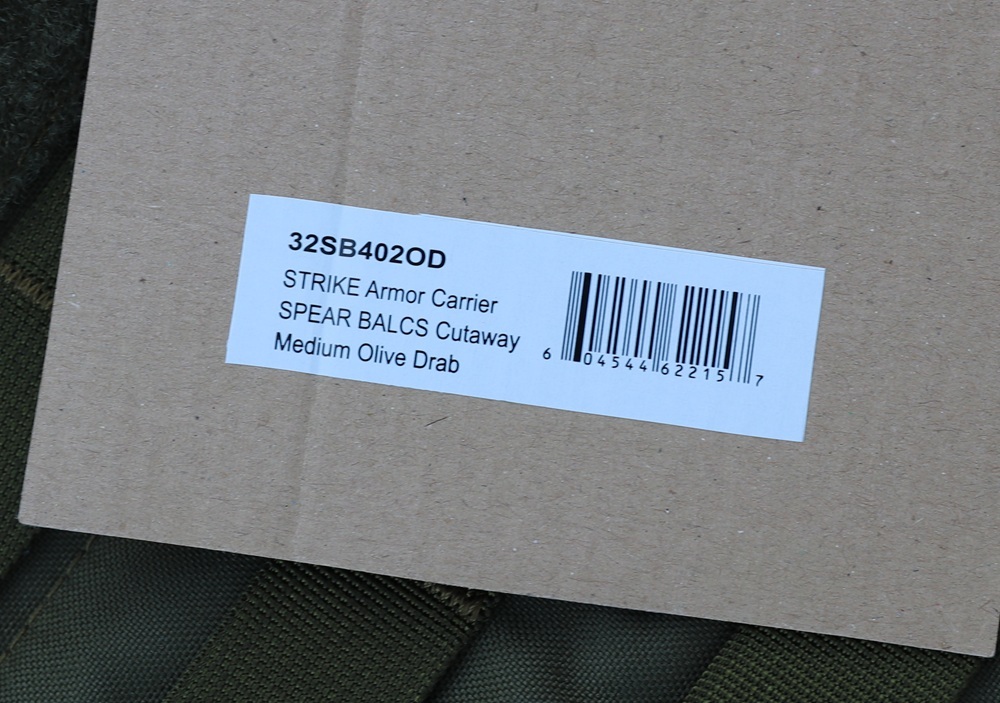 32SB402OD
STRIKE Armor Carrier
SPEAR BALCS Cutaway
Medium Olive Drab
6 04544 62215 7